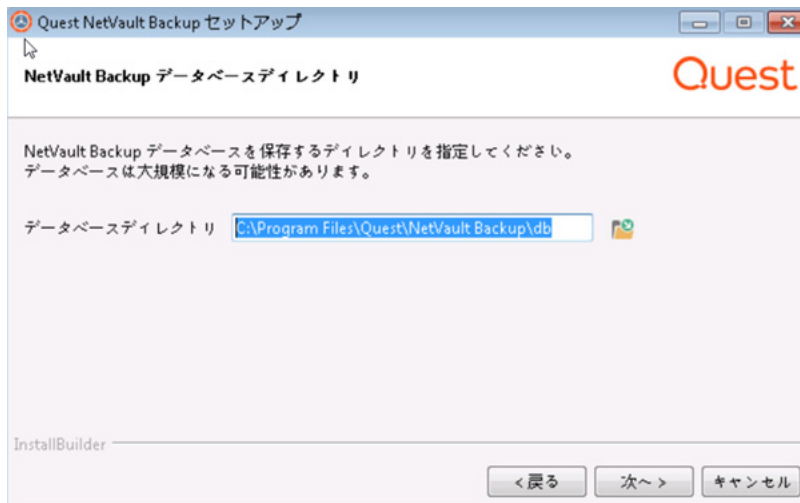 Quest NetVault Backup セットアップ
NetVault Backup データベースディレクトリ
Quest
NetVault Backup データベースを保存するディレクトリを指定してください。
データベースは大規模になる可能性があります。
データベースディレクトリ C:\Program Files\Quest\NetVault Backup\db
InstallBuilder
<戻る 次へ> キャンセル